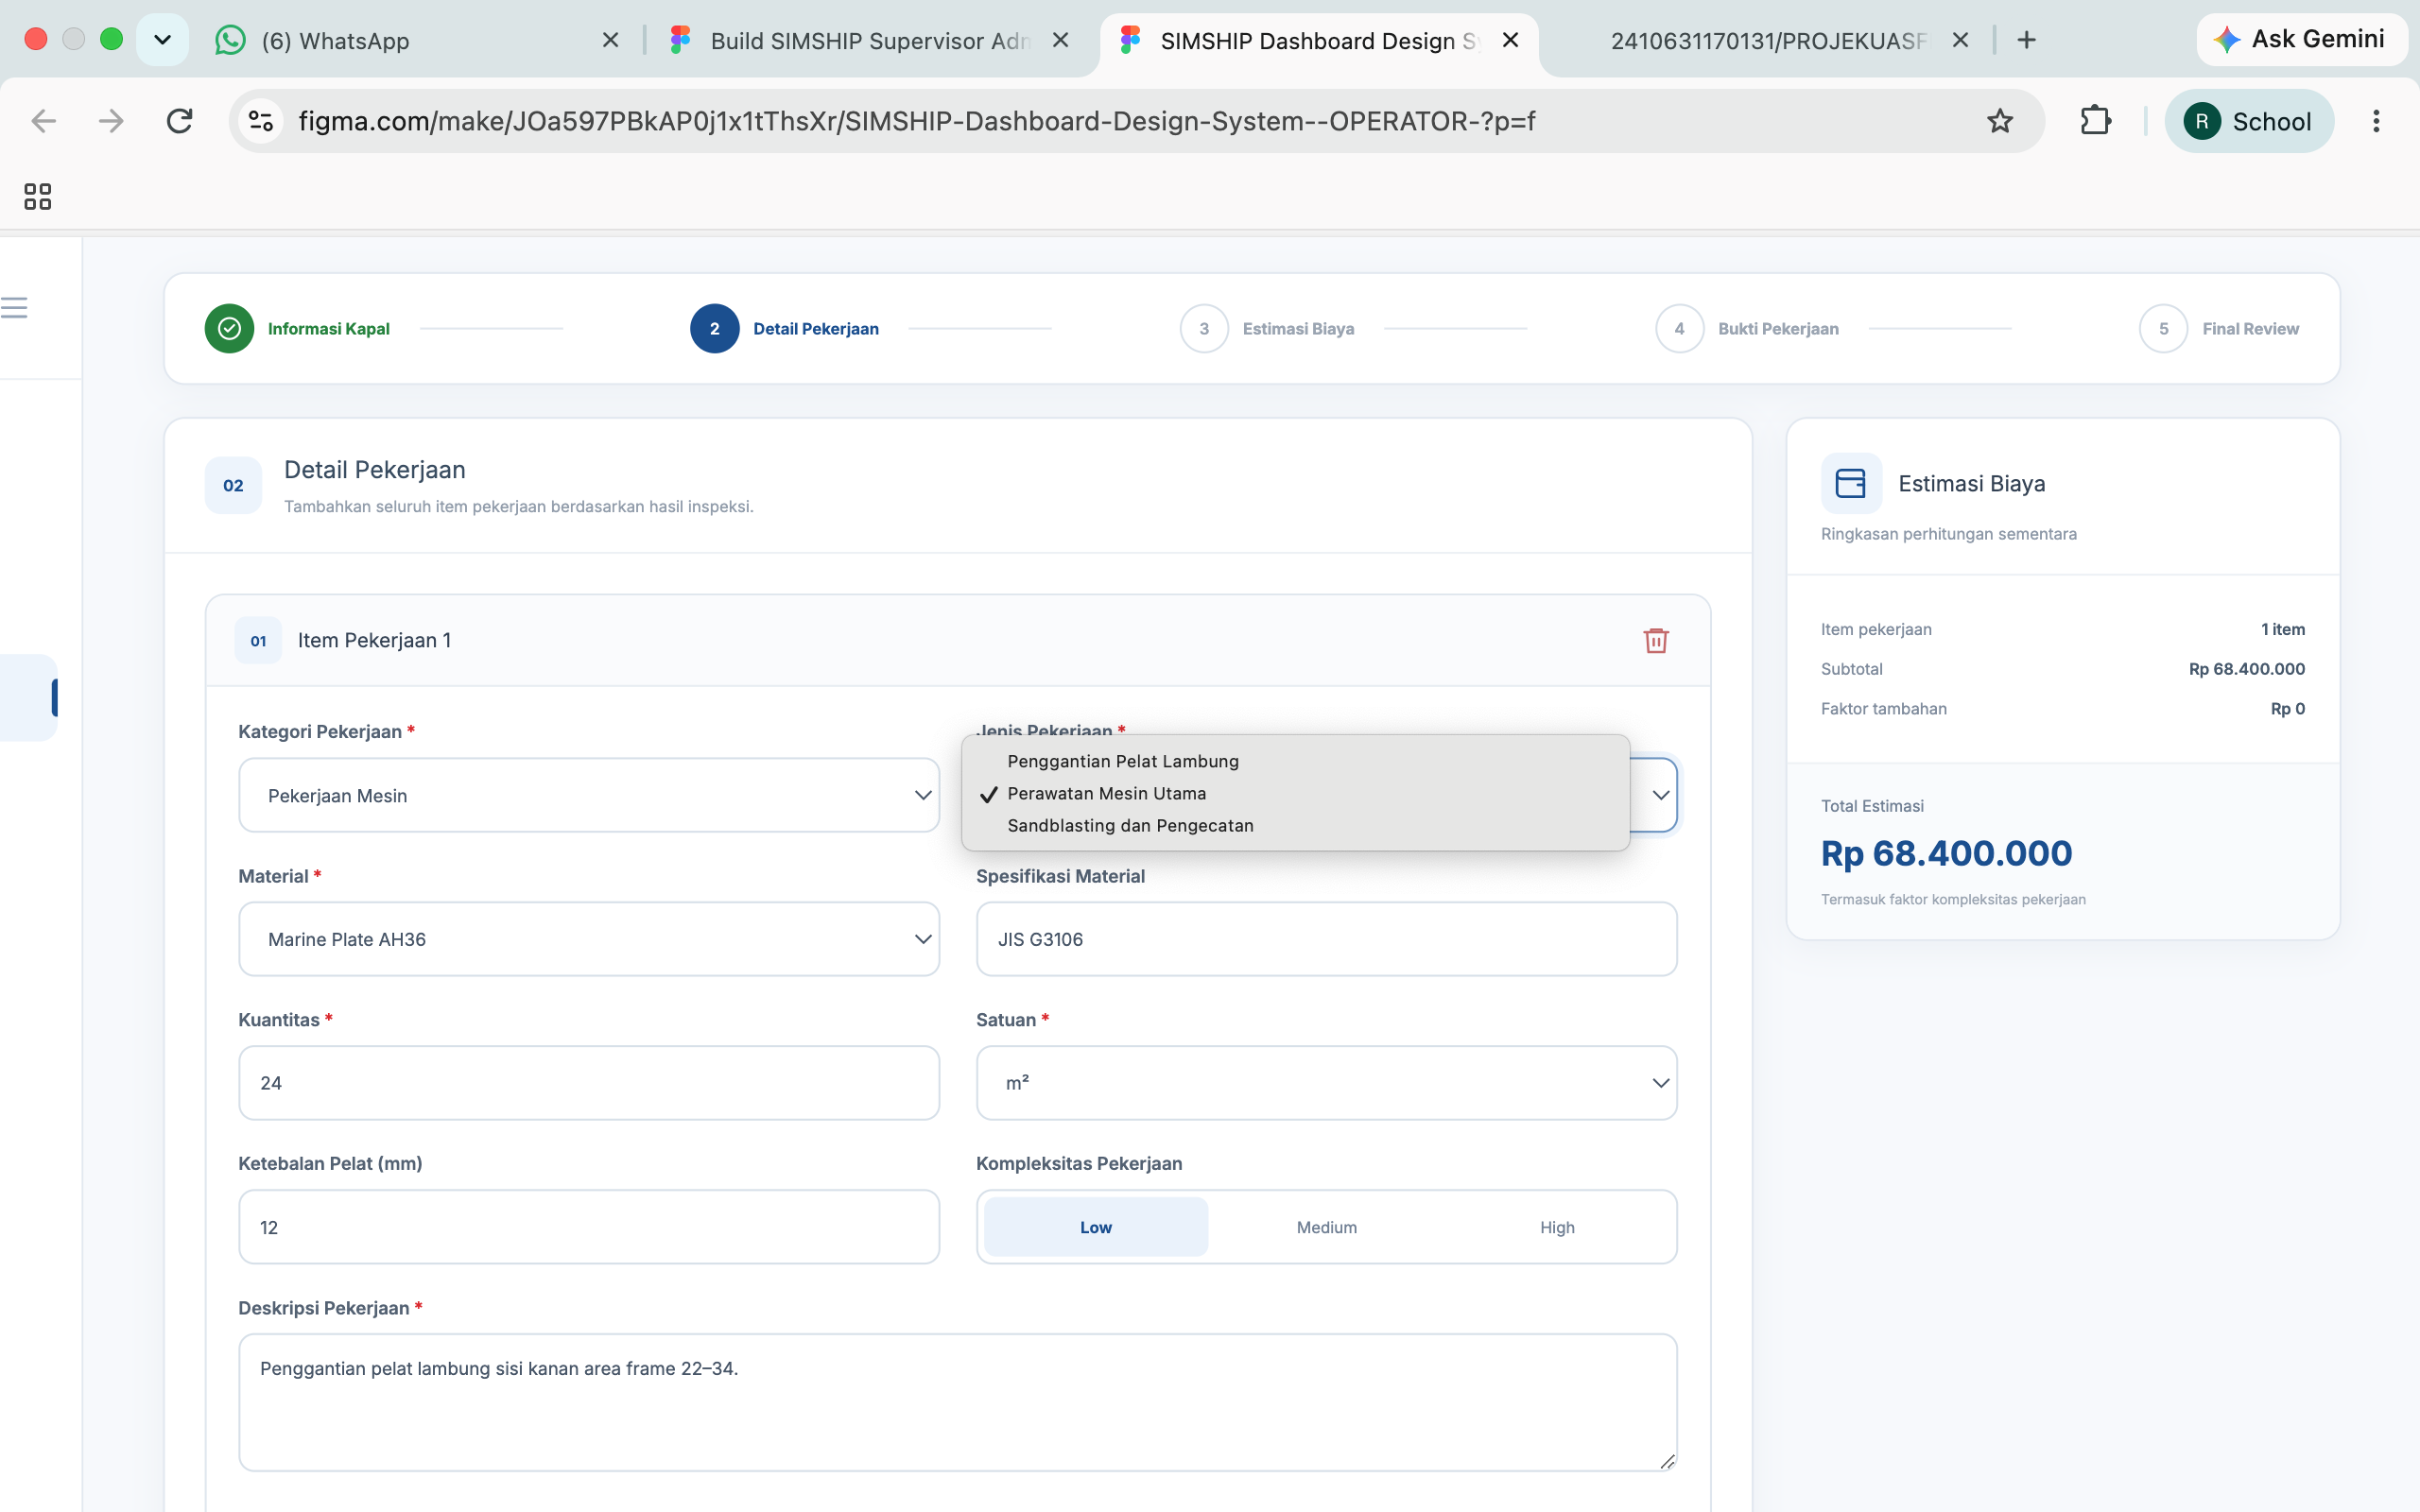 (6) WhatsApp
Build SIMSHIP Supervisor Adm
SIMSHIP Dashboard Design Sy
2410631170131/PROJEKUASF
Ask Gemini
figma.com/make/JOa597PBkAP0j1x1tThsXr/SIMSHIP-Dashboard-Design-System--OPERATOR-?p=f
R
School
Informasi Kapal
2
Detail Pekerjaan
3
Estimasi Biaya
4
Bukti Pekerjaan
5
Final Review
02
Detail Pekerjaan
Tambahkan seluruh item pekerjaan berdasarkan hasil inspeksi.
01
Item Pekerjaan 1
Kategori Pekerjaan *
Pekerjaan Mesin
Jenis Pekerjaan *
Penggantian Pelat Lambung
Perawatan Mesin Utama
Sandblasting dan Pengecatan
Material *
Marine Plate AH36
Spesifikasi Material
JIS G3106
Kuantitas *
24
Satuan *
m²
Ketebalan Pelat (mm)
12
Kompleksitas Pekerjaan
Low
Medium
High
Deskripsi Pekerjaan *
Penggantian pelat lambung sisi kanan area frame 22–34.
Estimasi Biaya
Ringkasan perhitungan sementara
Item pekerjaan
1 item
Subtotal
Rp 68.400.000
Faktor tambahan
Rp 0
Total Estimasi
Rp 68.400.000
Termasuk faktor kompleksitas pekerjaan